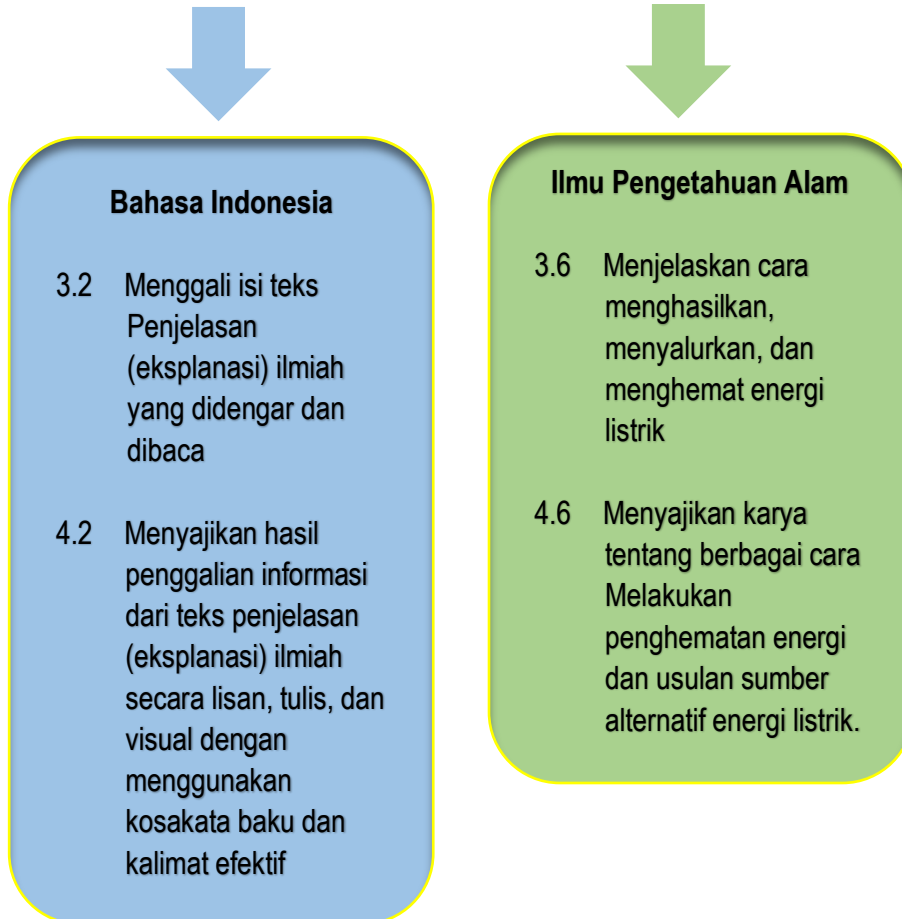 Bahasa Indonesia
3.2 Menggali isi teks
Penjelasan
(eksplanasi) ilmiah
yang didengar dan
dibaca
4.2 Menyajikan hasil
penggalian informasi
dari teks penjelasan
(eksplanasi) ilmiah
secara lisan, tulis, dan
visual dengan
menggunakan
kosakata baku dan
kalimat efektif
Ilmu Pengetahuan Alam
3.6 Menjelaskan cara
menghasilkan,
menyalurkan, dan
menghemat energi
listrik
4.6 Menyajikan karya
tentang berbagai cara
Melakukan
penghematan energi
dan usulan sumber
alternatif energi listrik.